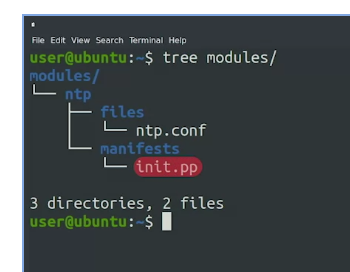 File Edit View Search Terminal Help
user@ubuntu:~$ tree modules/
modules/
└── ntp
    ├── files
    │   └── ntp.conf
    └── manifests
        └── init.pp

3 directories, 2 files
user@ubuntu:~$